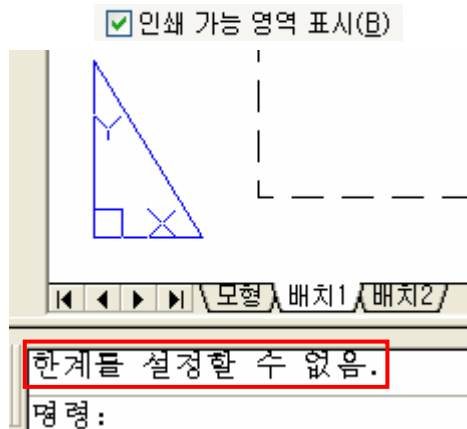 인쇄 가능 영역 표시(B)
Y
X
모형 배치1 배치2
한계를 설정할 수 없음.
명령: